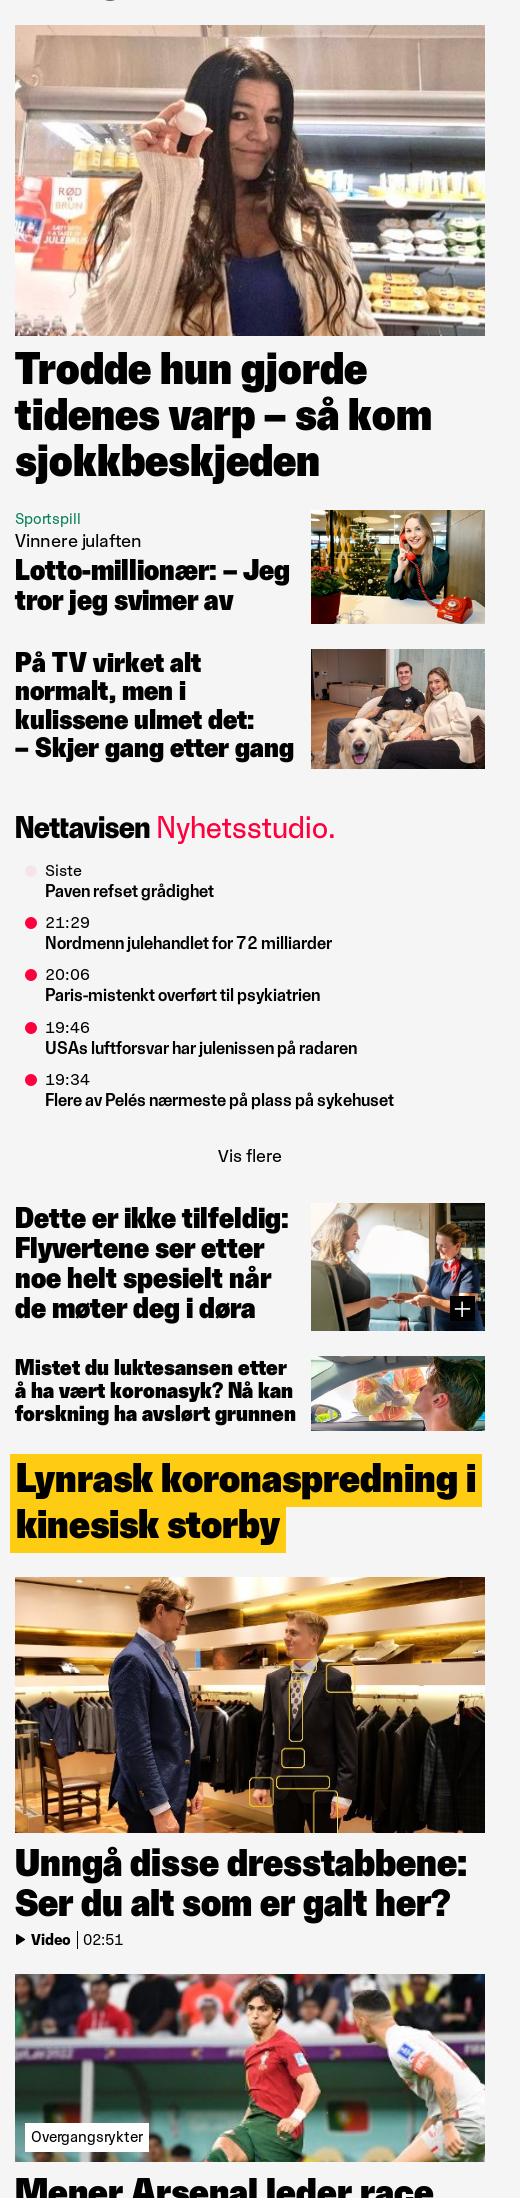 RØD
VS
BRUN
JULEBRUS
Trodde hun gjorde
tidenes varp – så kom
sjokkbeskjeden
Sportspill
Vinnere julaften
Lotto-millionær: – Jeg
tror jeg svimer av
På TV virket alt
normalt, men i
kulissene ulmet det:
– Skjer gang etter gang
Nettavisen Nyhetsstudio.
Siste
Paven refset grådighet
21:29
Nordmenn julehandlet for 72 milliarder
20:06
Paris-mistenkt overført til psykiatrien
19:46
USAs luftforsvar har julenissen på radaren
19:34
Flere av Pelés nærmeste på plass på sykehuset
Vis flere
Dette er ikke tilfeldig:
Flyvertene ser etter
noe helt spesielt når
de møter deg i døra
Mistet du luktesansen etter
å ha vært koronasyk? Nå kan
forskning ha avslørt grunnen
Lynrask koronaspredning i
kinesisk storby
Unngå disse dresstabbene:
Ser du alt som er galt her?
Video 02:51
Overgangsrykter
Mener Arsenal leder race